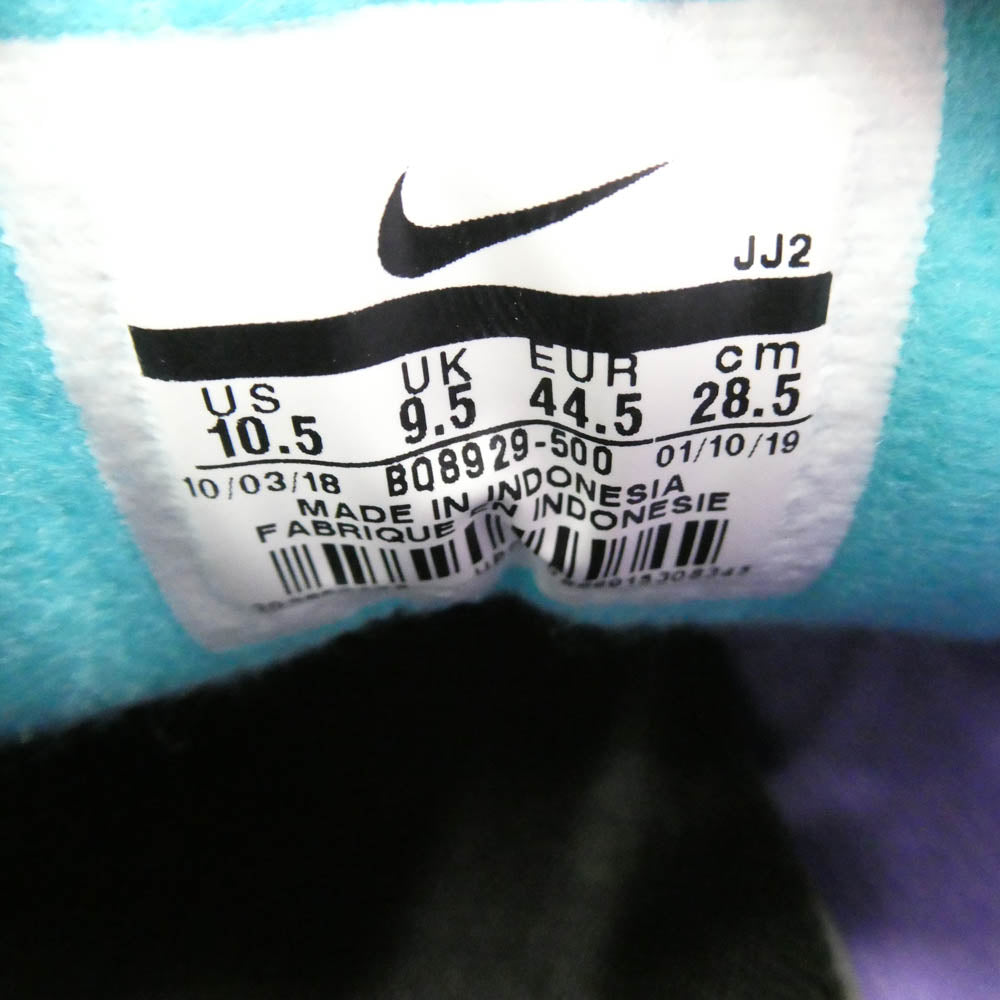 JJ2
US UK EUR cm
10.5 9.5 44.5 28.5
10/03/18 BQ8929-500 01/10/19
MADE IN INDONESIA
FABRIQUE EN INDONESIE